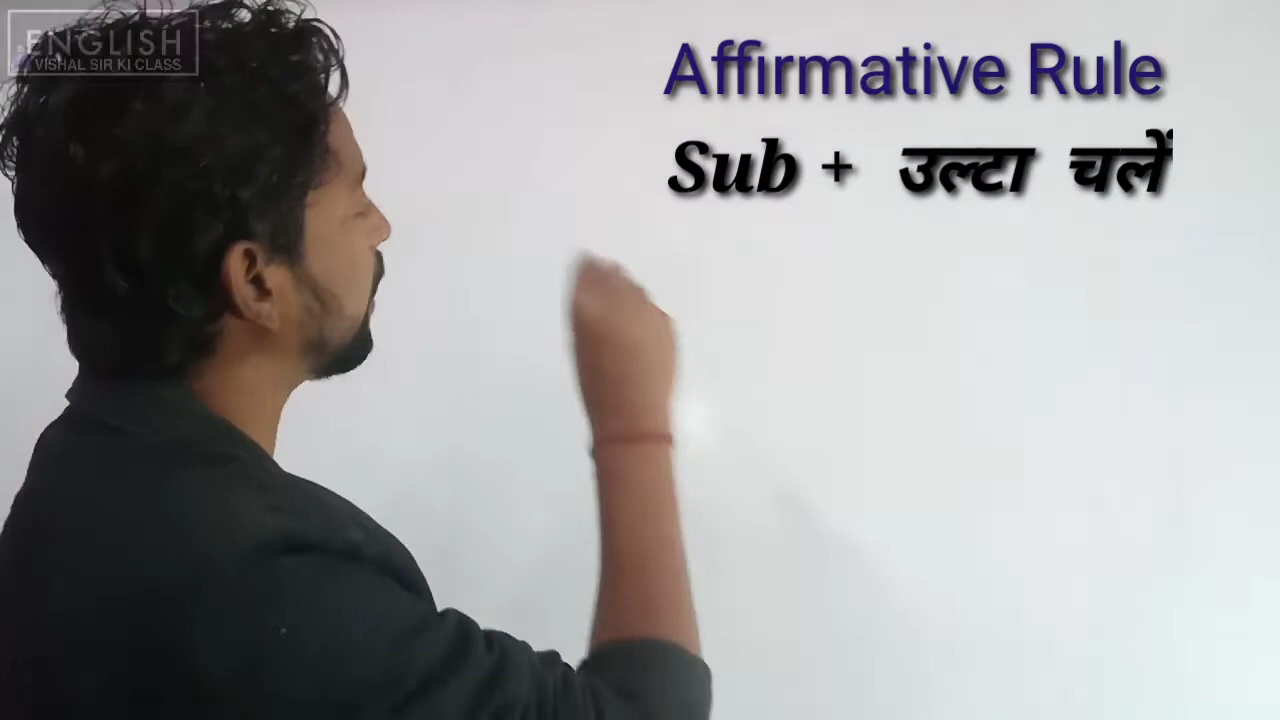 ENGLISH
VISHAL SIR KI CLASS
Affirmative Rule
Sub + उल्टा चलें